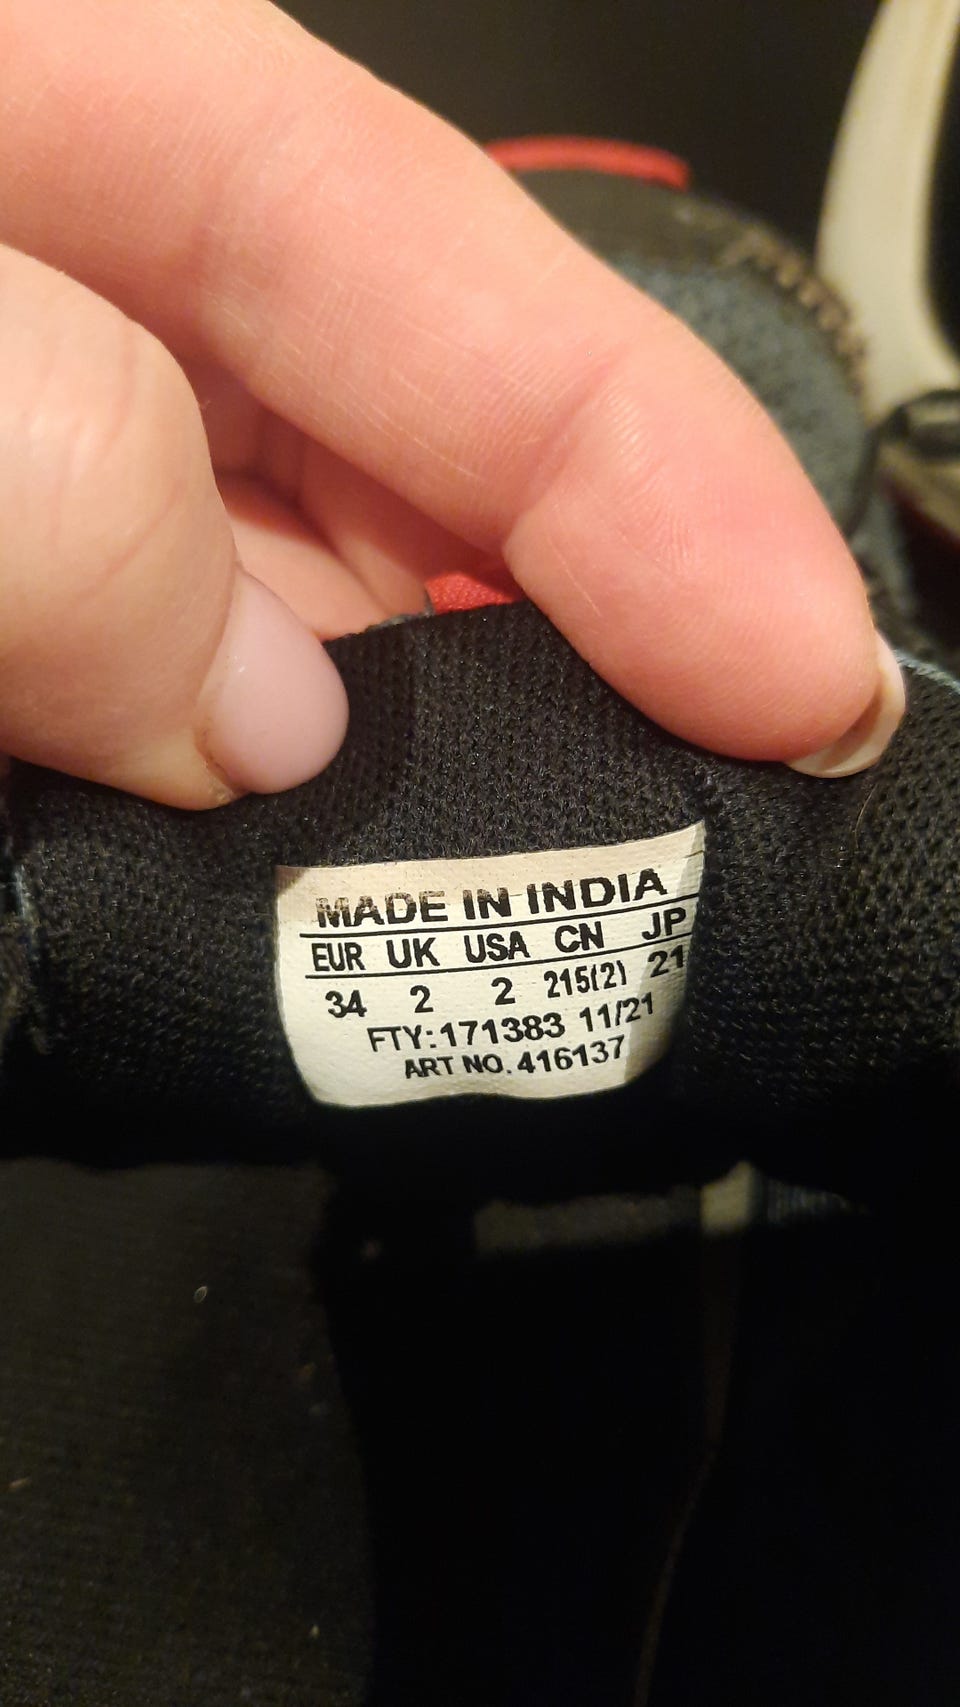 MADE IN INDIA
EUR UK USA CN JP
34 2 2 215(2) 21
FTY:171383 11/21
ART NO. 416137